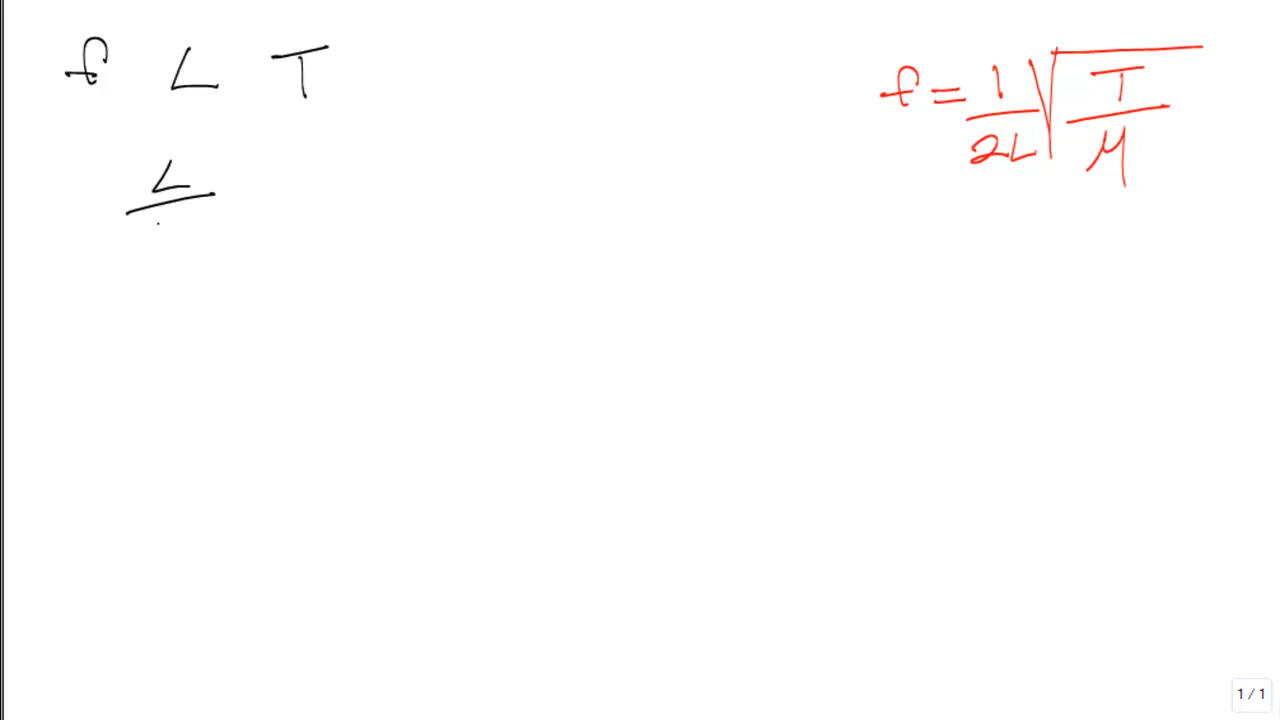 f L T
f = 1/2L √(T/μ)
L
1 / 1